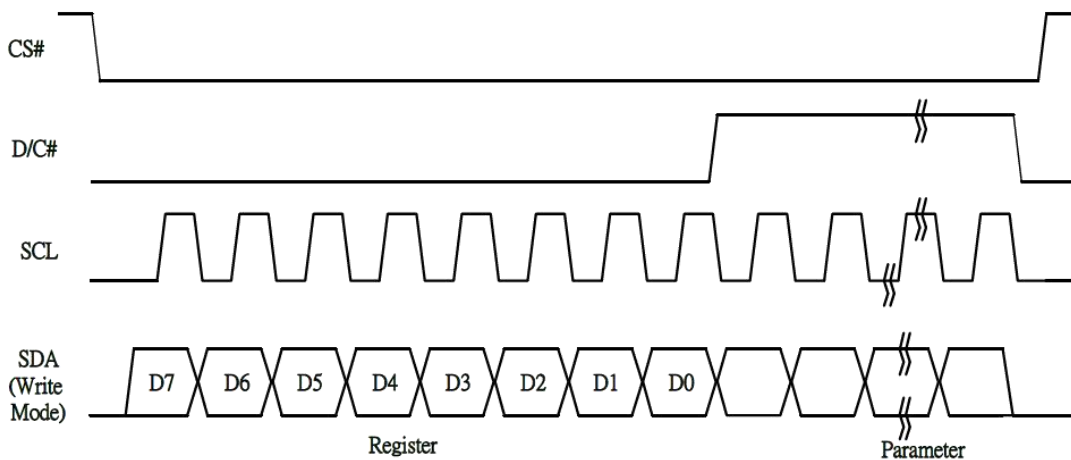 CS#
D/C#
SCL
SDA
(Write
Mode)
D7 D6 D5 D4 D3 D2 D1 D0
Register Parameter